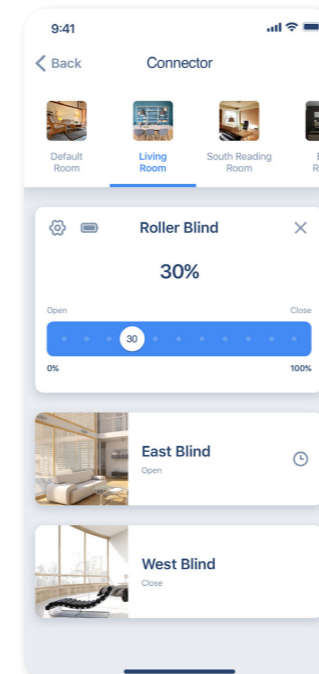 9:41
Back
Connector
Default
Room
Living
Room
South Reading
Room
Roller Blind
30%
Open
Close
30
0%
100%
East Blind
Open
West Blind
Close